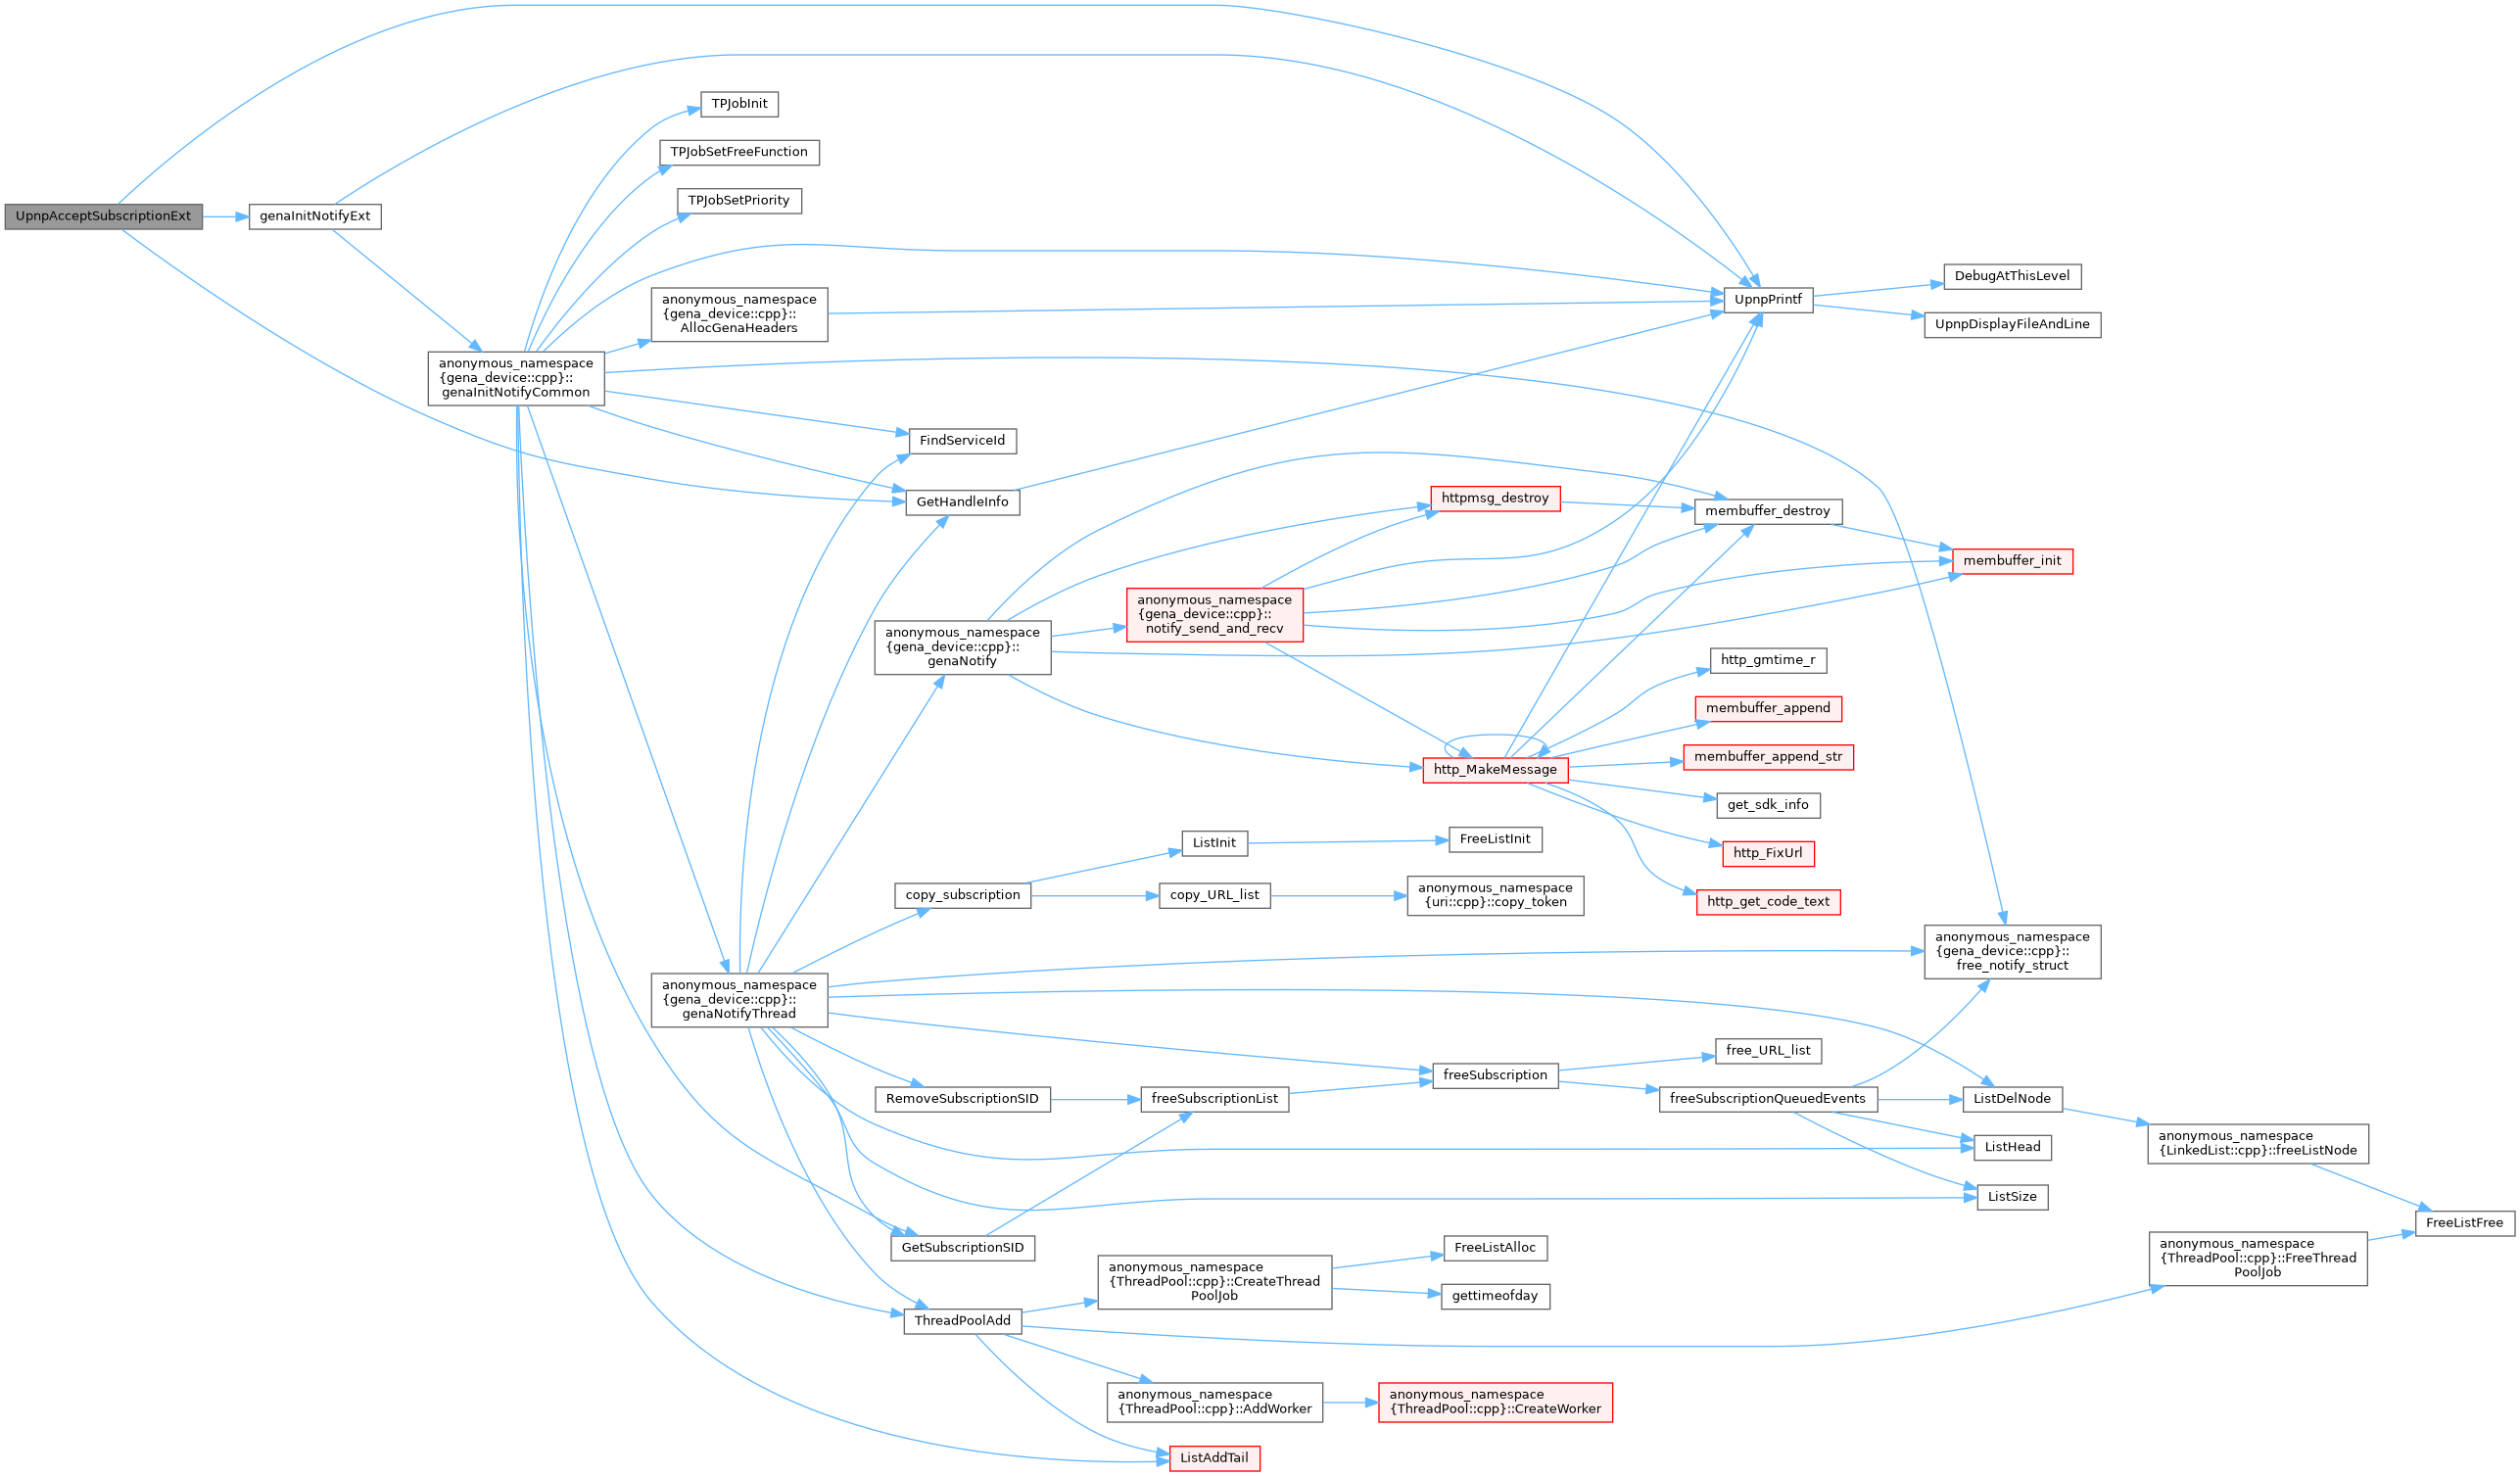 UpnpAcceptSubscriptionExt
genaInitNotifyExt
anonymous_namespace
{gena_device::cpp}::
genaInitNotifyCommon
TPJobInit
TPJobSetFreeFunction
TPJobSetPriority
anonymous_namespace
{gena_device::cpp}::
AllocGenaHeaders
FindServiceId
GetHandleInfo
anonymous_namespace
{gena_device::cpp}::
genaNotify
anonymous_namespace
{gena_device::cpp}::
genaNotifyThread
copy_subscription
RemoveSubscriptionSID
GetSubscriptionSID
ThreadPoolAdd
httpmsg_destroy
anonymous_namespace
{gena_device::cpp}::
notify_send_and_recv
http_MakeMessage
ListInit
FreeListInit
copy_URL_list
anonymous_namespace
{uri::cpp}::copy_token
freeSubscriptionList
freeSubscription
anonymous_namespace
{ThreadPool::cpp}::CreateThread
PoolJob
FreeListAlloc
gettimeofday
anonymous_namespace
{ThreadPool::cpp}::AddWorker
anonymous_namespace
{ThreadPool::cpp}::CreateWorker
ListAddTail
UpnpPrintf
DebugAtThisLevel
UpnpDisplayFileAndLine
membuffer_destroy
membuffer_init
http_gmtime_r
membuffer_append
membuffer_append_str
get_sdk_info
http_FixUrl
http_get_code_text
anonymous_namespace
{gena_device::cpp}::
free_notify_struct
free_URL_list
freeSubscriptionQueuedEvents
ListDelNode
ListHead
ListSize
anonymous_namespace
{LinkedList::cpp}::freeListNode
FreeListFree
anonymous_namespace
{ThreadPool::cpp}::FreeThread
PoolJob